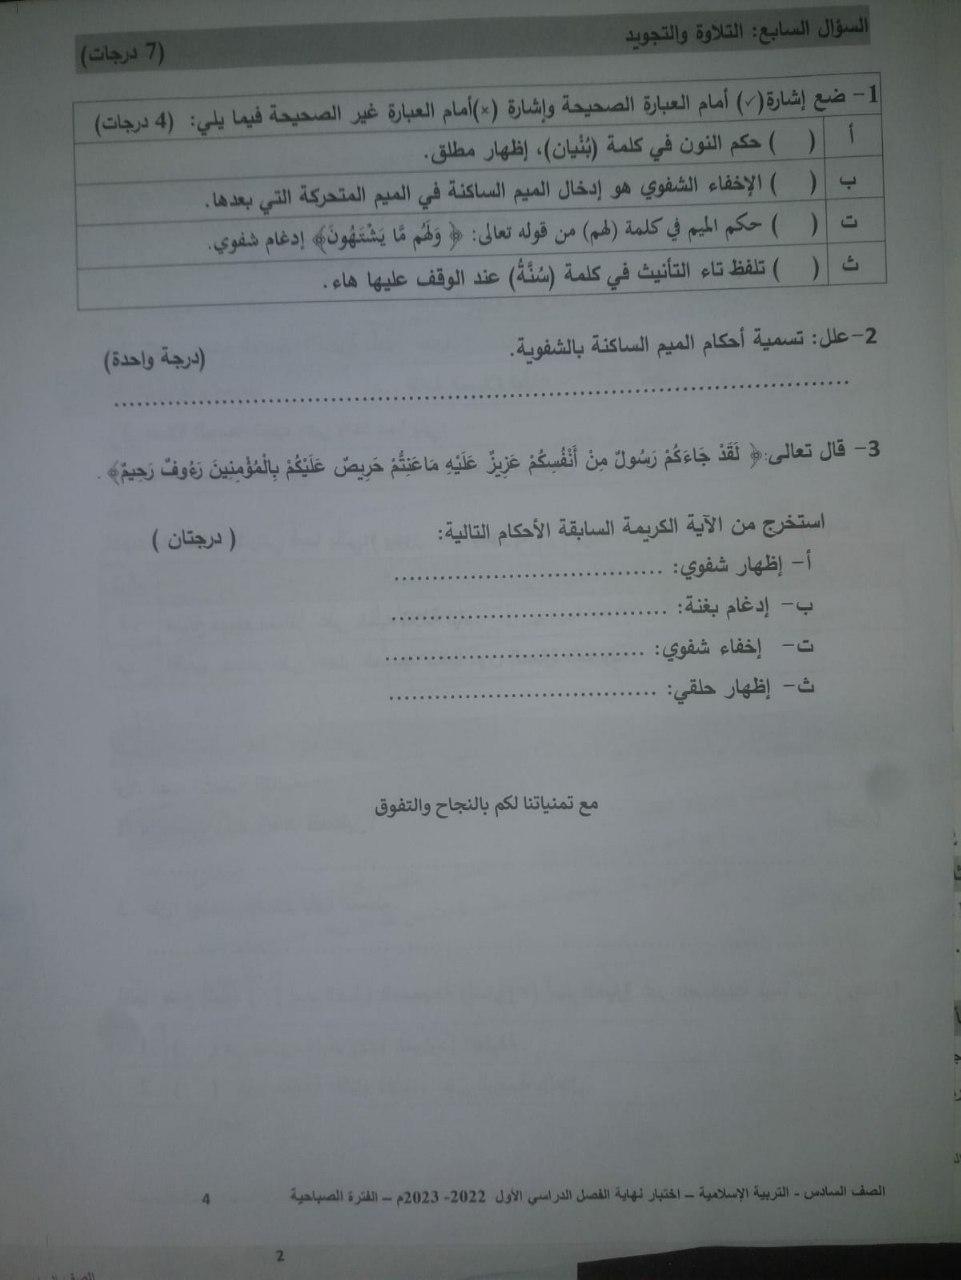 السؤال السابع: التلاوة والتجويد (7 درجات)
1- ضع إشارة(✓) أمام العبارة الصحيحة وإشارة (×)أمام العبارة غير الصحيحة فيما يلي: (4 درجات)
أ ( ) حكم النون في كلمة (بُنْيان)، إظهار مطلق.
ب ( ) الإخفاء الشفوي هو إدخال الميم الساكنة في الميم المتحركة التي بعدها.
ت ( ) حكم الميم في كلمة (لهم) من قوله تعالى: ﴿ وَلَهُم مَّا يَشْتَهُونَ﴾ إدغام شفوي.
ث ( ) تلفظ تاء التأنيث في كلمة (سُنَّةُ) عند الوقف عليها هاء.
2-علل: تسمية أحكام الميم الساكنة بالشفوية. (درجة واحدة)
................................................................................
3- قال تعالى:﴿ لَقَدْ جَاءَكُمْ رَسُولٌ مِنْ أَنْفُسِكُمْ عَزِيزٌ عَلَيْهِ مَاعَنِتُّمْ حَرِيصٌ عَلَيْكُمْ بِالْمُؤْمِنِينَ رَءُوفٌ رَحِيمٌ﴾ .
استخرج من الآية الكريمة السابقة الأحكام التالية: ( درجتان )
أ- إظهار شفوي: ..................................
ب- إدغام بغنة: ..................................
ت- إخفاء شفوي: ..................................
ث- إظهار حلقي: ..................................
مع تمنياتنا لكم بالنجاح والتفوق
الصف السادس - التربية الإسلامية – اختبار نهاية الفصل الدراسي الأول 2022- 2023م – الفترة الصباحية 4
2